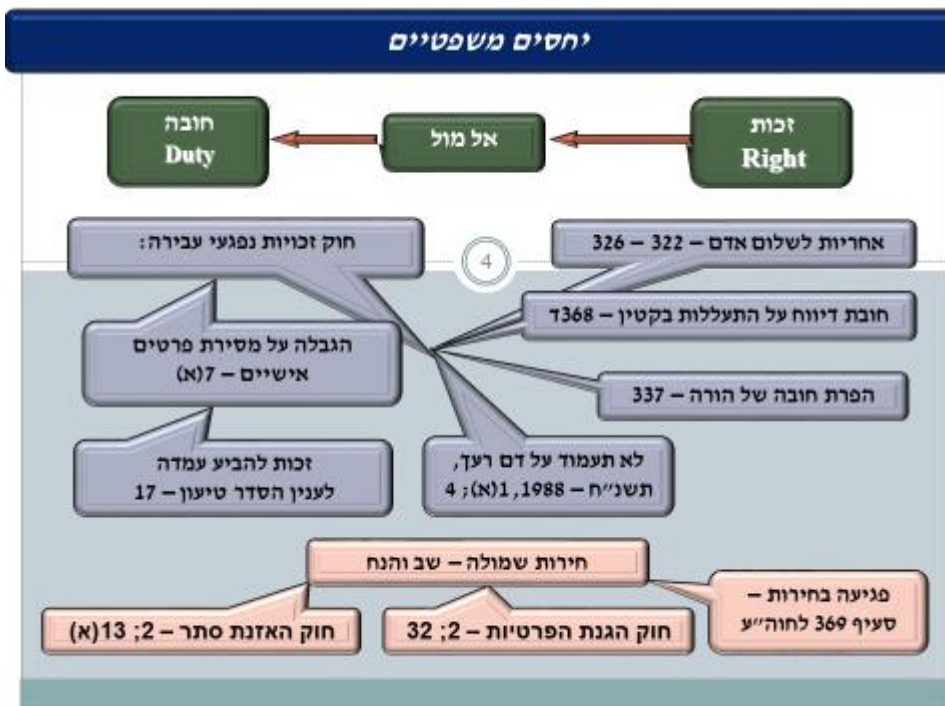 יחסים משפטיים
זכות
Right
אל מול
חובה
Duty
אחריות לשלום אדם – 322 – 326
חוק זכויות נפגעי עבירה:
4
חובת דיווח על התעללות בקטין – 368ד
הגבלה על מסירת פרטים
אישיים – 7(א)
הפרת חובה של הורה – 337
לא תעמוד על דם רעך,
תשנ״ח – 1988, 1(א); 4
זכות להביע עמדה
לענין הסדר טיעון – 17
חירות שמולה – שב והנח
פגיעה בחירות –
סעיף 369 לחוה״ע
חוק הגנת הפרטיות – 2; 32
חוק האזנת סתר – 2; 13(א)